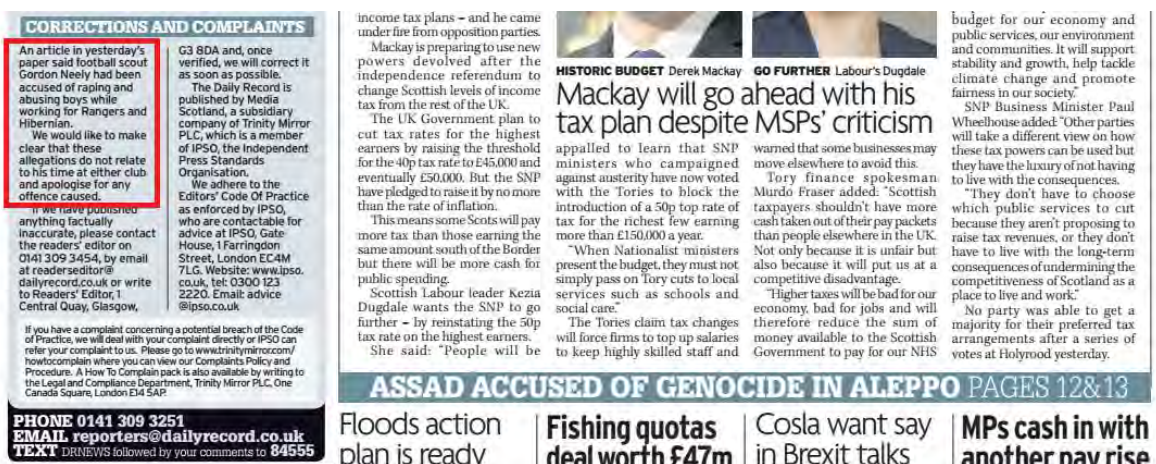 CORRECTIONS AND COMPLAINTS
An article in yesterday's
paper said football scout
Gordon Neely had been
accused of raping and
abusing boys while
working for Rangers and
Hibernian.
We would like to make
clear that these
allegations do not relate
to his time at either club
and apologise for any
offence caused.
If we have published
anything factually
inaccurate, please contact
the readers' editor on
0141 309 3454, by email
at readerseditor@
dailyrecord.co.uk or write
to Readers' Editor, 1
Central Quay, Glasgow,
G3 8DA and, once
verified, we will correct it
as soon as possible.
The Daily Record is
published by Media
Scotland, a subsidiary
company of Trinity Mirror
PLC, which is a member
of IPSO, the Independent
Press Standards
Organisation.
We adhere to the
Editors' Code Of Practice
as enforced by IPSO,
who are contactable for
advice at IPSO, Gate
House, 1 Farringdon
Street, London EC4M
7LG. Website: www.ipso.
co.uk, tel: 0300 123
2220. Email: advice
@ipso.co.uk
If you have a complaint concerning a potential breach of the Code
of Practice, we will deal with your complaint directly or IPSO can
refer your complaint to us. Please go to www.trinitymirror.com/
howtocomplain where you can view our Complaints Policy and
Procedure. A How To Complain pack is also available by writing to
the Legal and Compliance Department, Trinity Mirror PLC, One
Canada Square, London E14 5AP.
PHONE 0141 309 3251
EMAIL reporters@dailyrecord.co.uk
TEXT DRNEWS followed by your comments to 84555
income tax plans – and he came
under fire from opposition parties.
Mackay is preparing to use new
powers devolved after the
independence referendum to
change Scottish levels of income
tax from the rest of the UK.
The UK Government plan to
cut tax rates for the highest
earners by raising the threshold
for the 40p tax rate to £45,000 and
eventually £50,000. But the SNP
have pledged to raise it by no more
than the rate of inflation.
This means some Scots will pay
more tax than those earning the
same amount south of the Border
but there will be more cash for
public spending.
Scottish Labour leader Kezia
Dugdale wants the SNP to go
further – by reinstating the 50p
tax rate on the highest earners.
She said: "People will be
HISTORIC BUDGET Derek Mackay
GO FURTHER Labour's Dugdale
Mackay will go ahead with his
tax plan despite MSPs' criticism
appalled to learn that SNP
ministers who campaigned
against austerity have now voted
with the Tories to block the
introduction of a 50p top rate of
tax for the richest few earning
more than £150,000 a year.
"When Nationalist ministers
present the budget, they must not
simply pass on Tory cuts to local
services such as schools and
social care."
The Tories claim tax changes
will force firms to top up salaries
to keep highly skilled staff and
warned that some businesses may
move elsewhere to avoid this.
Tory finance spokesman
Murdo Fraser added: "Scottish
taxpayers shouldn't have more
cash taken out of their pay packets
than people elsewhere in the UK.
Not only because it is unfair but
also because it will put us at a
competitive disadvantage.
"Higher taxes will be bad for our
economy, bad for jobs and will
therefore reduce the sum of
money available to the Scottish
Government to pay for our NHS
budget for our economy and
public services, our environment
and communities. It will support
stability and growth, help tackle
climate change and promote
fairness in our society."
SNP Business Minister Paul
Wheelhouse added: "Other parties
will take a different view on how
these tax powers can be used but
they have the luxury of not having
to live with the consequences.
"They don't have to choose
which public services to cut
because they aren't proposing to
raise tax revenues, or they don't
have to live with the long-term
consequences of undermining the
competitiveness of Scotland as a
place to live and work."
No party was able to get a
majority for their preferred tax
arrangements after a series of
votes at Holyrood yesterday.
ASSAD ACCUSED OF GENOCIDE IN ALEPPO PAGES 12&13
Floods action
plan is ready
Fishing quotas
deal worth £47m
Cosla want say
in Brexit talks
MPs cash in with
another pay rise